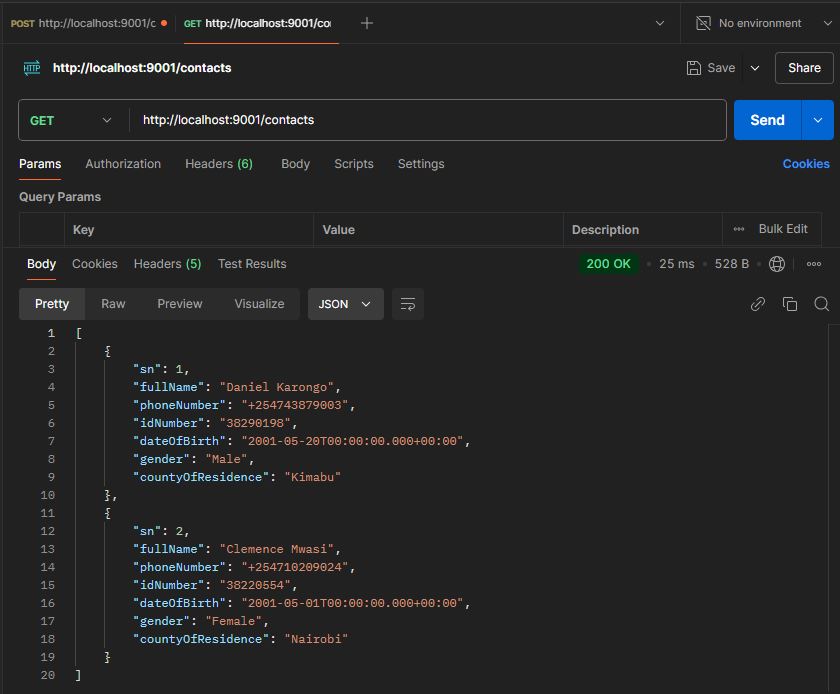 POST http://localhost:9001/c GET http://localhost:9001/co No environment
HTTP http://localhost:9001/contacts Save Share
GET http://localhost:9001/contacts Send
Params Authorization Headers (6) Body Scripts Settings Cookies
Query Params
Key Value Description Bulk Edit
Body Cookies Headers (5) Test Results 200 OK 25 ms 528 B
Pretty Raw Preview Visualize JSON
1 [
2 {
3 "sn": 1,
4 "fullName": "Daniel Karongo",
5 "phoneNumber": "+254743879003",
6 "idNumber": "38290198",
7 "dateOfBirth": "2001-05-20T00:00:00.000+00:00",
8 "gender": "Male",
9 "countyOfResidence": "Kimabu"
10 },
11 {
12 "sn": 2,
13 "fullName": "Clemence Mwasi",
14 "phoneNumber": "+254710209024",
15 "idNumber": "38220554",
16 "dateOfBirth": "2001-05-01T00:00:00.000+00:00",
17 "gender": "Female",
18 "countyOfResidence": "Nairobi"
19 }
20 ]